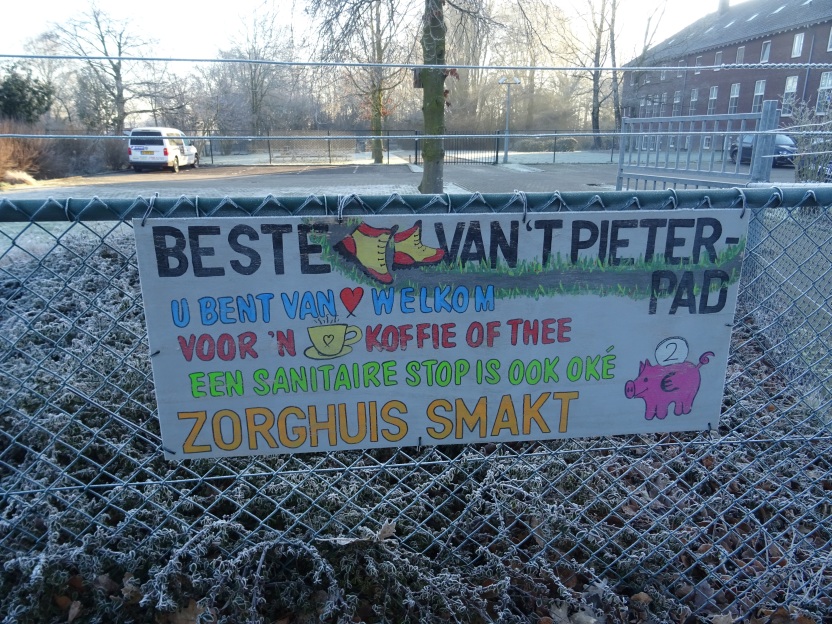 BESTE VAN 'T PIETER-
PAD
U BENT VAN WELKOM
VOOR 'N KOFFIE OF THEE
EEN SANITAIRE STOP IS OOK OKÉ
2
€
ZORGHUIS SMAKT